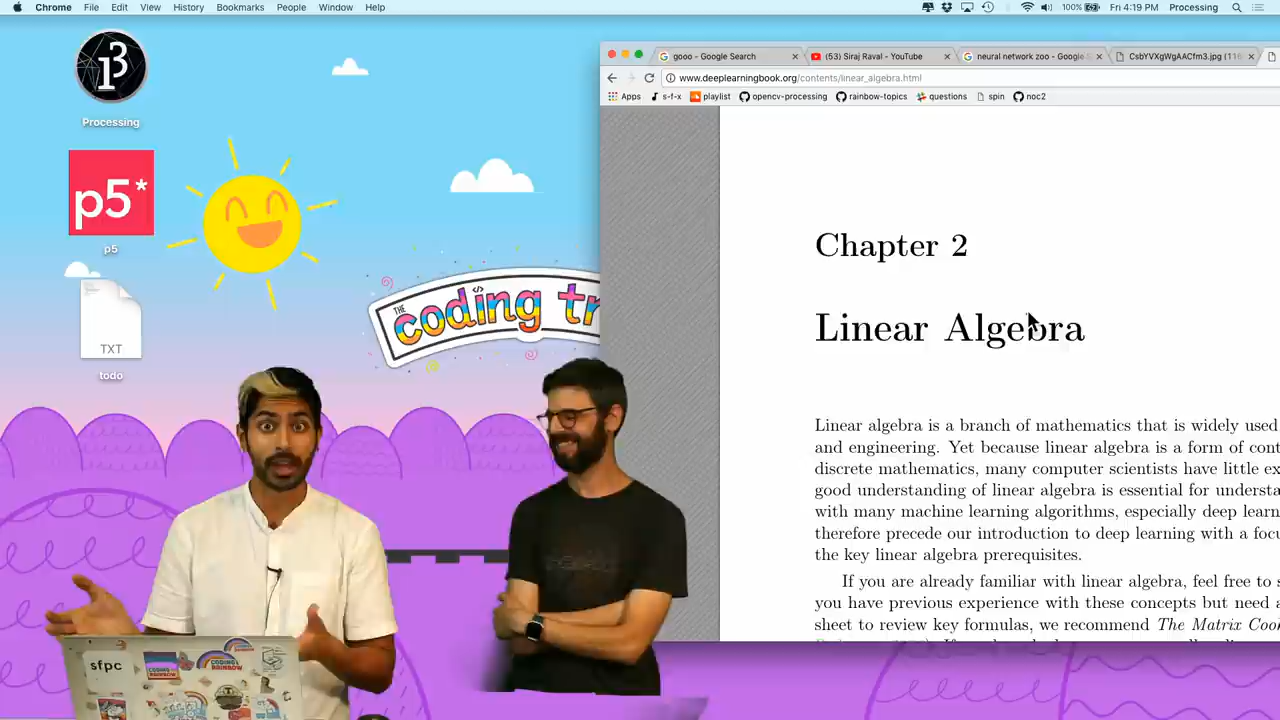 Chrome File Edit View History Bookmarks People Window Help
100% Fri 4:19 PM Processing
gooo - Google Search
(53) Siraj Raval - YouTube
neural network zoo - Google S
CsbYVXgWgAACfm3.jpg (116
www.deeplearningbook.org/contents/linear_algebra.html
Apps s-f-x playlist opencv-processing rainbow-topics questions spin noc2
Processing
p5*
p5
TXT
todo
THE
coding tr
Chapter 2
Linear Algebra
Linear algebra is a branch of mathematics that is widely used
and engineering. Yet because linear algebra is a form of cont
discrete mathematics, many computer scientists have little ex
good understanding of linear algebra is essential for understa
with many machine learning algorithms, especially deep learn
therefore precede our introduction to deep learning with a focu
the key linear algebra prerequisites.
If you are already familiar with linear algebra, feel free to s
you have previous experience with these concepts but need a
sheet to review key formulas, we recommend The Matrix Cook
sfpc
CODING
RAINBOW